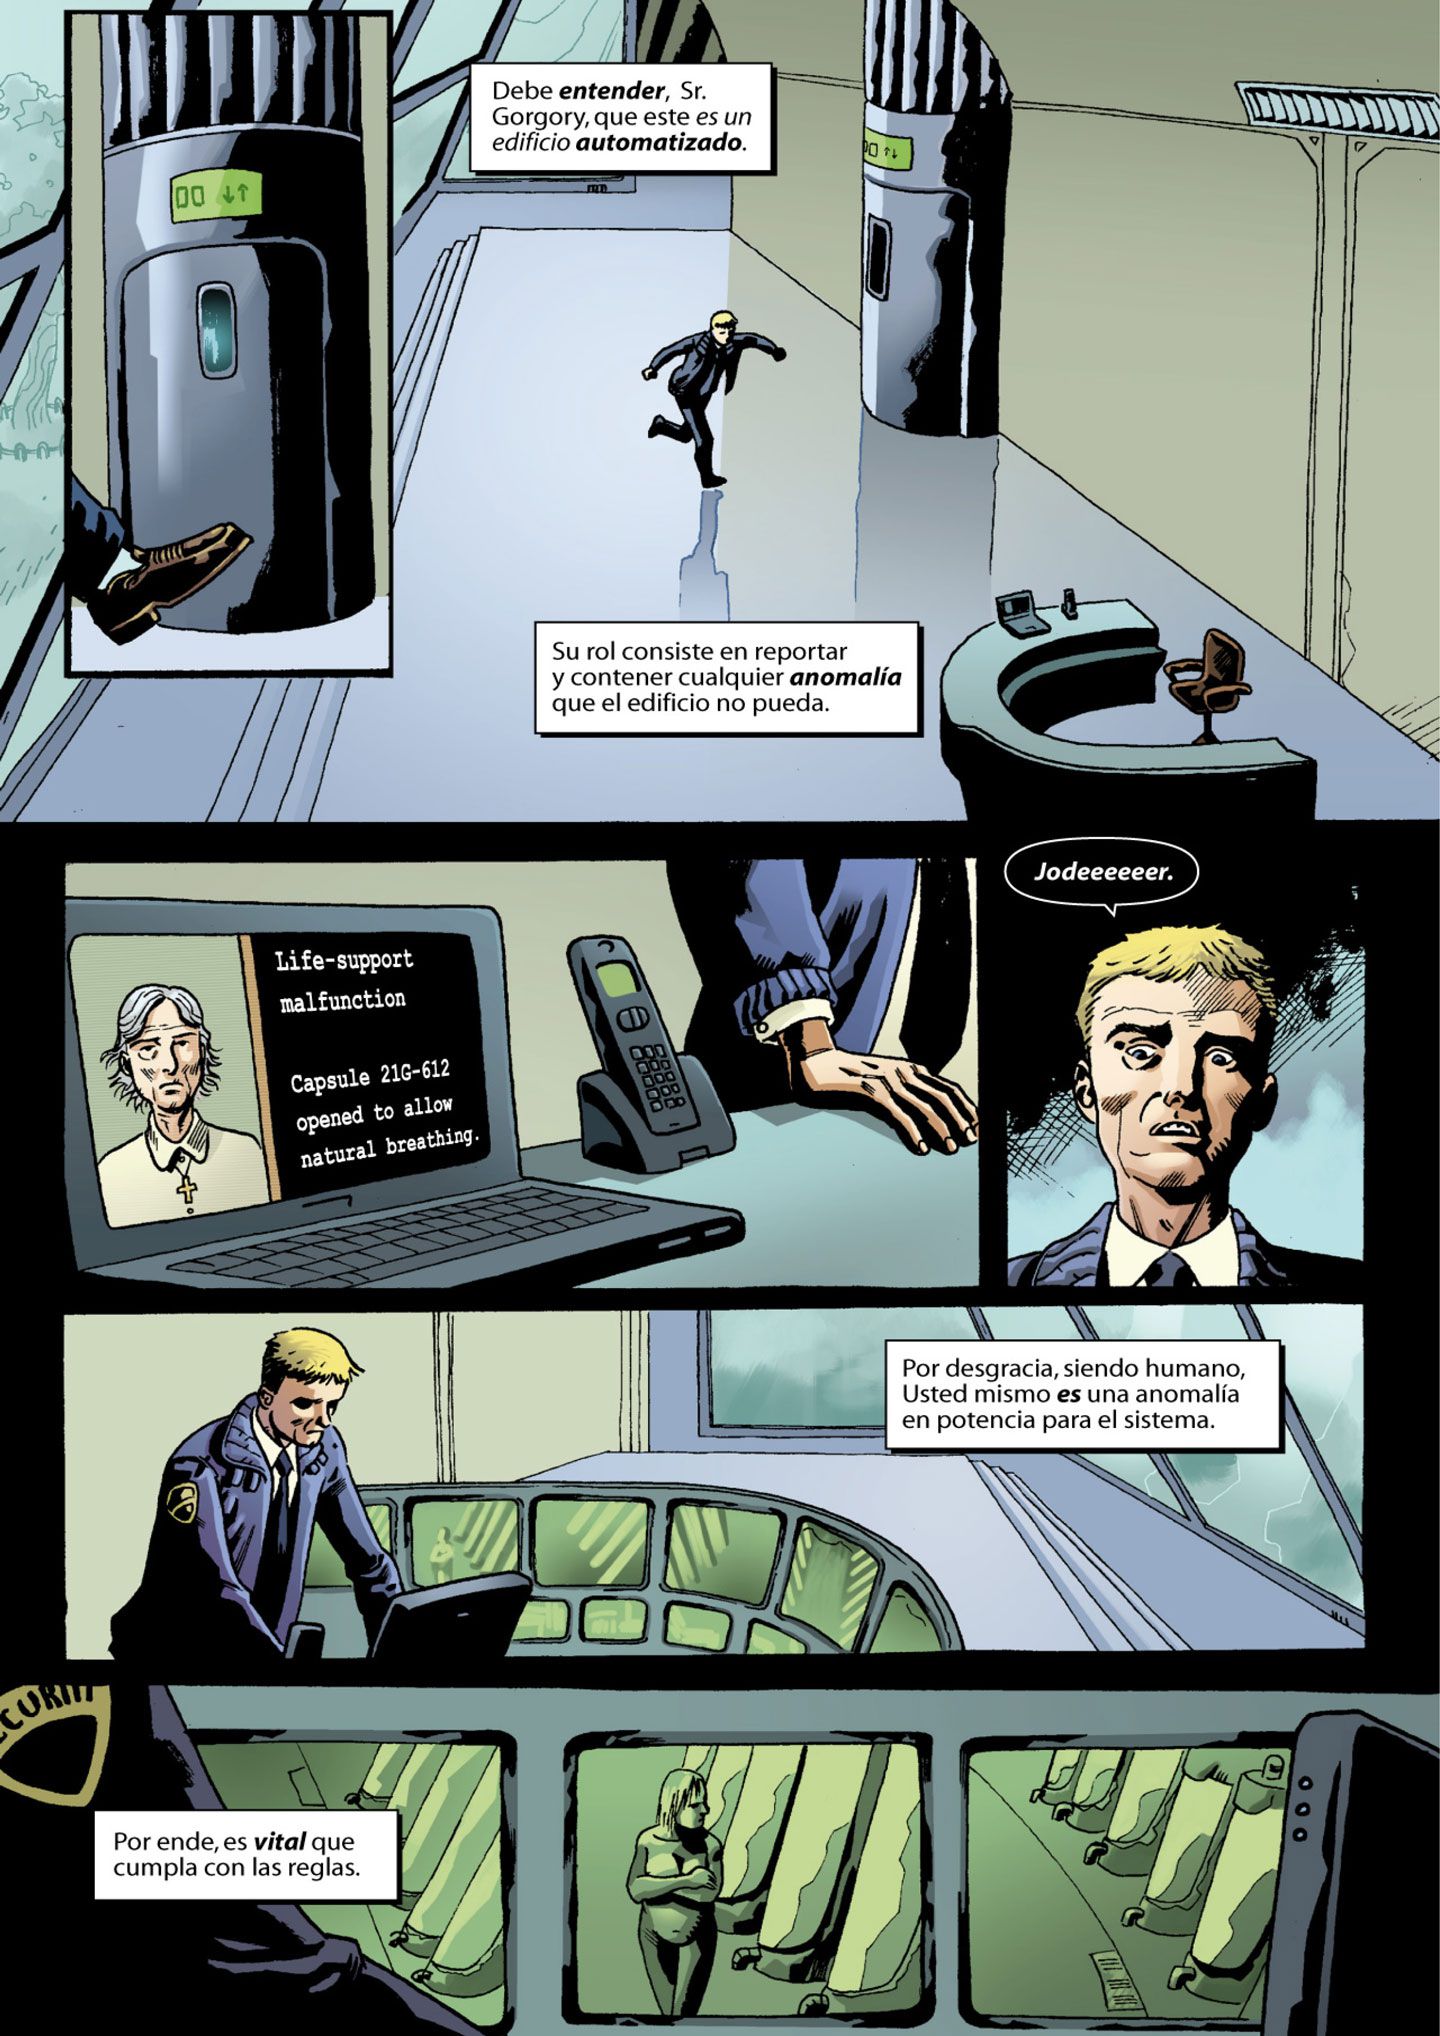 Debe entender, Sr.
Gorgory, que este es un
edificio automatizado.
00 ↓↑
00 ↑↓
Su rol consiste en reportar
y contener cualquier anomalía
que el edificio no pueda.
Life-support
malfunction
Capsule 21G-612
opened to allow
natural breathing.
Jodeeeeeer.
Por desgracia, siendo humano,
Usted mismo es una anomalía
en potencia para el sistema.
Por ende, es vital que
cumpla con las reglas.